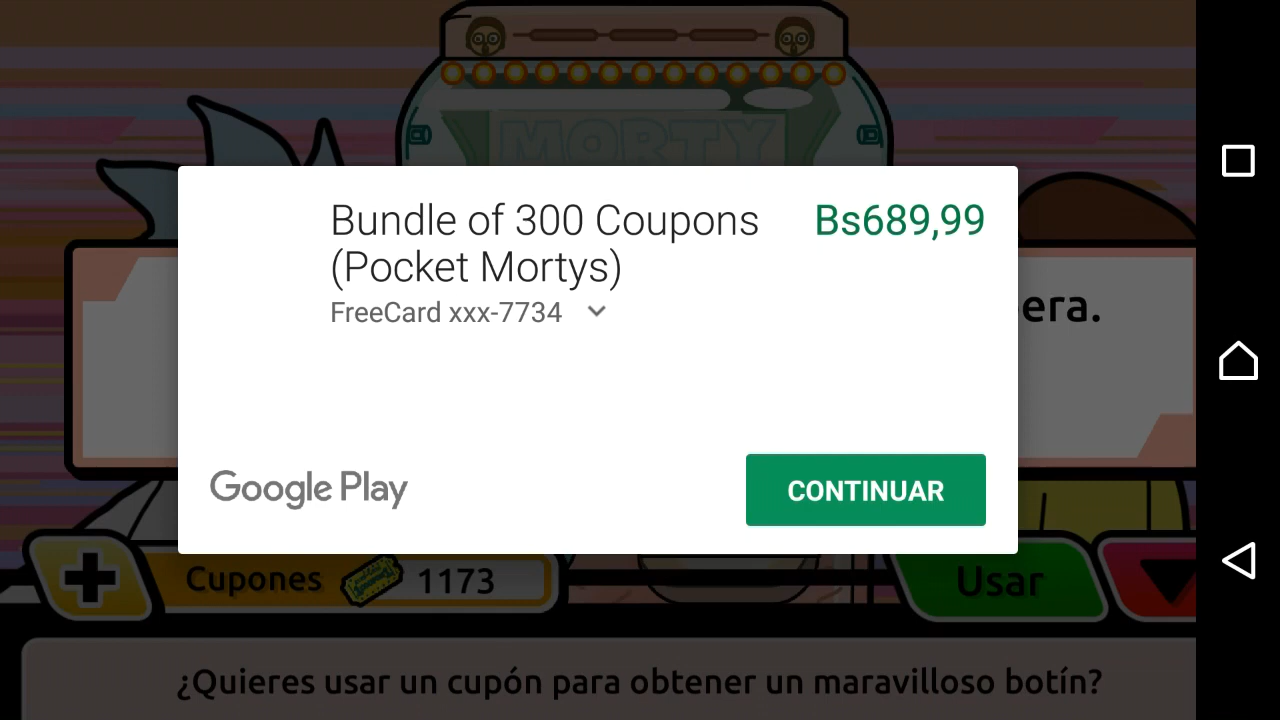 MORTY
Bundle of 300 Coupons
(Pocket Mortys)
Bs689,99
FreeCard xxx-7734
era.
Google Play
CONTINUAR
Cupones 1173
Usar
¿Quieres usar un cupón para obtener un maravilloso botín?